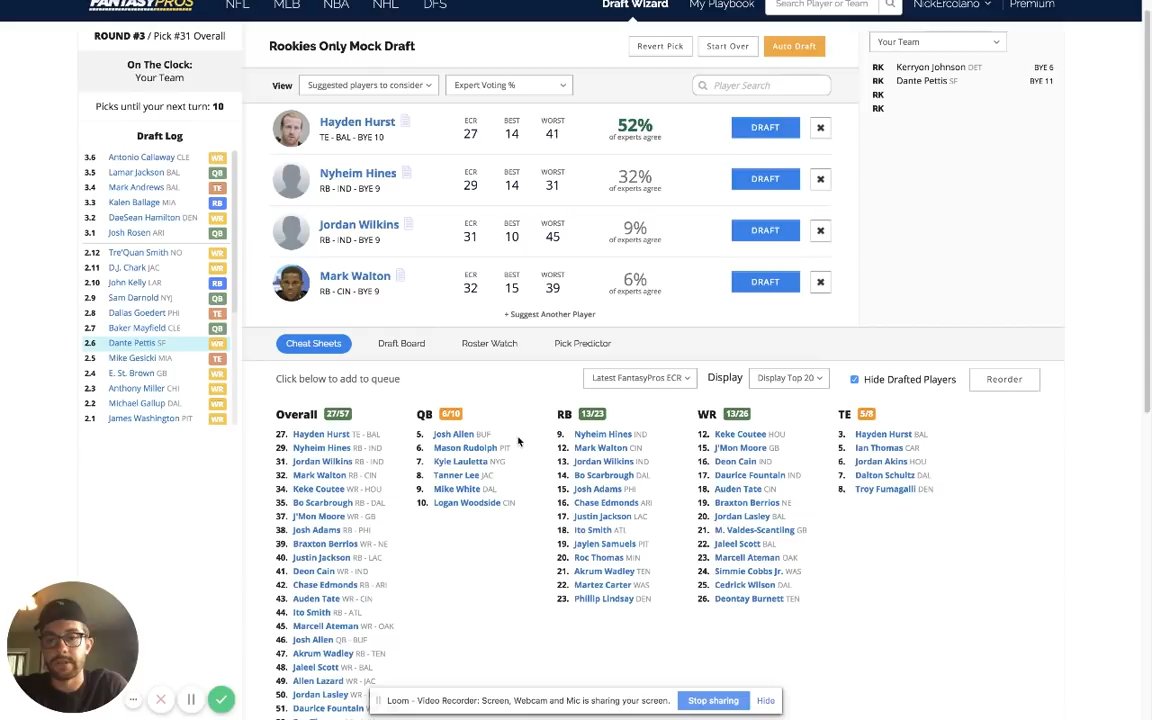 FANTASYPROS NFL MLB NBA NHL DFS Draft Wizard My Playbook Search Player or Team NickErcolano Premium
ROUND #3 / Pick #31 Overall
On The Clock:
Your Team
Picks until your next turn: 10
Draft Log
3.6 Antonio Callaway CLE WR
3.5 Lamar Jackson BAL QB
3.4 Mark Andrews BAL TE
3.3 Kalen Ballage MIA RB
3.2 DaeSean Hamilton DEN WR
3.1 Josh Rosen ARI QB
2.12 Tre'Quan Smith NO WR
2.11 D.J. Chark JAC WR
2.10 John Kelly LAR RB
2.9 Sam Darnold NYJ QB
2.8 Dallas Goedert PHI TE
2.7 Baker Mayfield CLE QB
2.6 Dante Pettis SF WR
2.5 Mike Gesicki MIA TE
2.4 E. St. Brown GB WR
2.3 Anthony Miller CHI WR
2.2 Michael Gallup DAL WR
2.1 James Washington PIT WR
Rookies Only Mock Draft
Revert Pick Start Over Auto Draft
View Suggested players to consider Expert Voting % Player Search
Hayden Hurst ECR BEST WORST 52%
TE - BAL - BYE 10 27 14 41 of experts agree DRAFT
Nyheim Hines ECR BEST WORST 32%
RB - IND - BYE 9 29 14 31 of experts agree DRAFT
Jordan Wilkins ECR BEST WORST 9%
RB - IND - BYE 9 31 10 45 of experts agree DRAFT
Mark Walton ECR BEST WORST 6%
RB - CIN - BYE 9 32 15 39 of experts agree DRAFT
+ Suggest Another Player
Your Team
RK Kerryon Johnson DET BYE 6
RK Dante Pettis SF BYE 11
RK
RK
Cheat Sheets Draft Board Roster Watch Pick Predictor
Click below to add to queue Latest FantasyPros ECR Display Display Top 20 Hide Drafted Players Reorder
Overall 27/57
27. Hayden Hurst TE - BAL
29. Nyheim Hines RB - IND
31. Jordan Wilkins RB - IND
32. Mark Walton RB - CIN
34. Keke Coutee WR - HOU
35. Bo Scarbrough RB - DAL
37. J'Mon Moore WR - GB
38. Josh Adams RB - PHI
39. Braxton Berrios WR - NE
40. Justin Jackson RB - LAC
41. Deon Cain WR - IND
42. Chase Edmonds RB - ARI
43. Auden Tate WR - CIN
44. Ito Smith RB - ATL
45. Marcell Ateman WR - OAK
46. Josh Allen QB - BUF
47. Akrum Wadley RB - TEN
48. Jaleel Scott WR - BAL
49. Allen Lazard WR - JAC
50. Jordan Lasley WR
51. Daurice Fountain WR
QB 6/10
5. Josh Allen BUF
6. Mason Rudolph PIT
7. Kyle Lauletta NYG
8. Tanner Lee JAC
9. Mike White DAL
10. Logan Woodside CIN
RB 13/23
9. Nyheim Hines IND
12. Mark Walton CIN
13. Jordan Wilkins IND
14. Bo Scarbrough DAL
15. Josh Adams PHI
16. Chase Edmonds ARI
17. Justin Jackson LAC
18. Ito Smith ATL
19. Jaylen Samuels PIT
20. Roc Thomas MIN
21. Akrum Wadley TEN
22. Martez Carter WAS
23. Phillip Lindsay DEN
WR 13/26
12. Keke Coutee HOU
15. J'Mon Moore GB
16. Deon Cain IND
17. Daurice Fountain IND
18. Auden Tate CIN
19. Braxton Berrios NE
20. Jordan Lasley BAL
21. M. Valdes-Scantling GB
22. Jaleel Scott BAL
23. Marcell Ateman OAK
24. Simmie Cobbs Jr. WAS
25. Cedrick Wilson DAL
26. Deontay Burnett TEN
TE 5/8
3. Hayden Hurst BAL
5. Ian Thomas CAR
6. Jordan Akins HOU
7. Dalton Schultz DAL
8. Troy Fumagalli DEN
Loom - Video Recorder: Screen, Webcam and Mic is sharing your screen. Stop sharing Hide